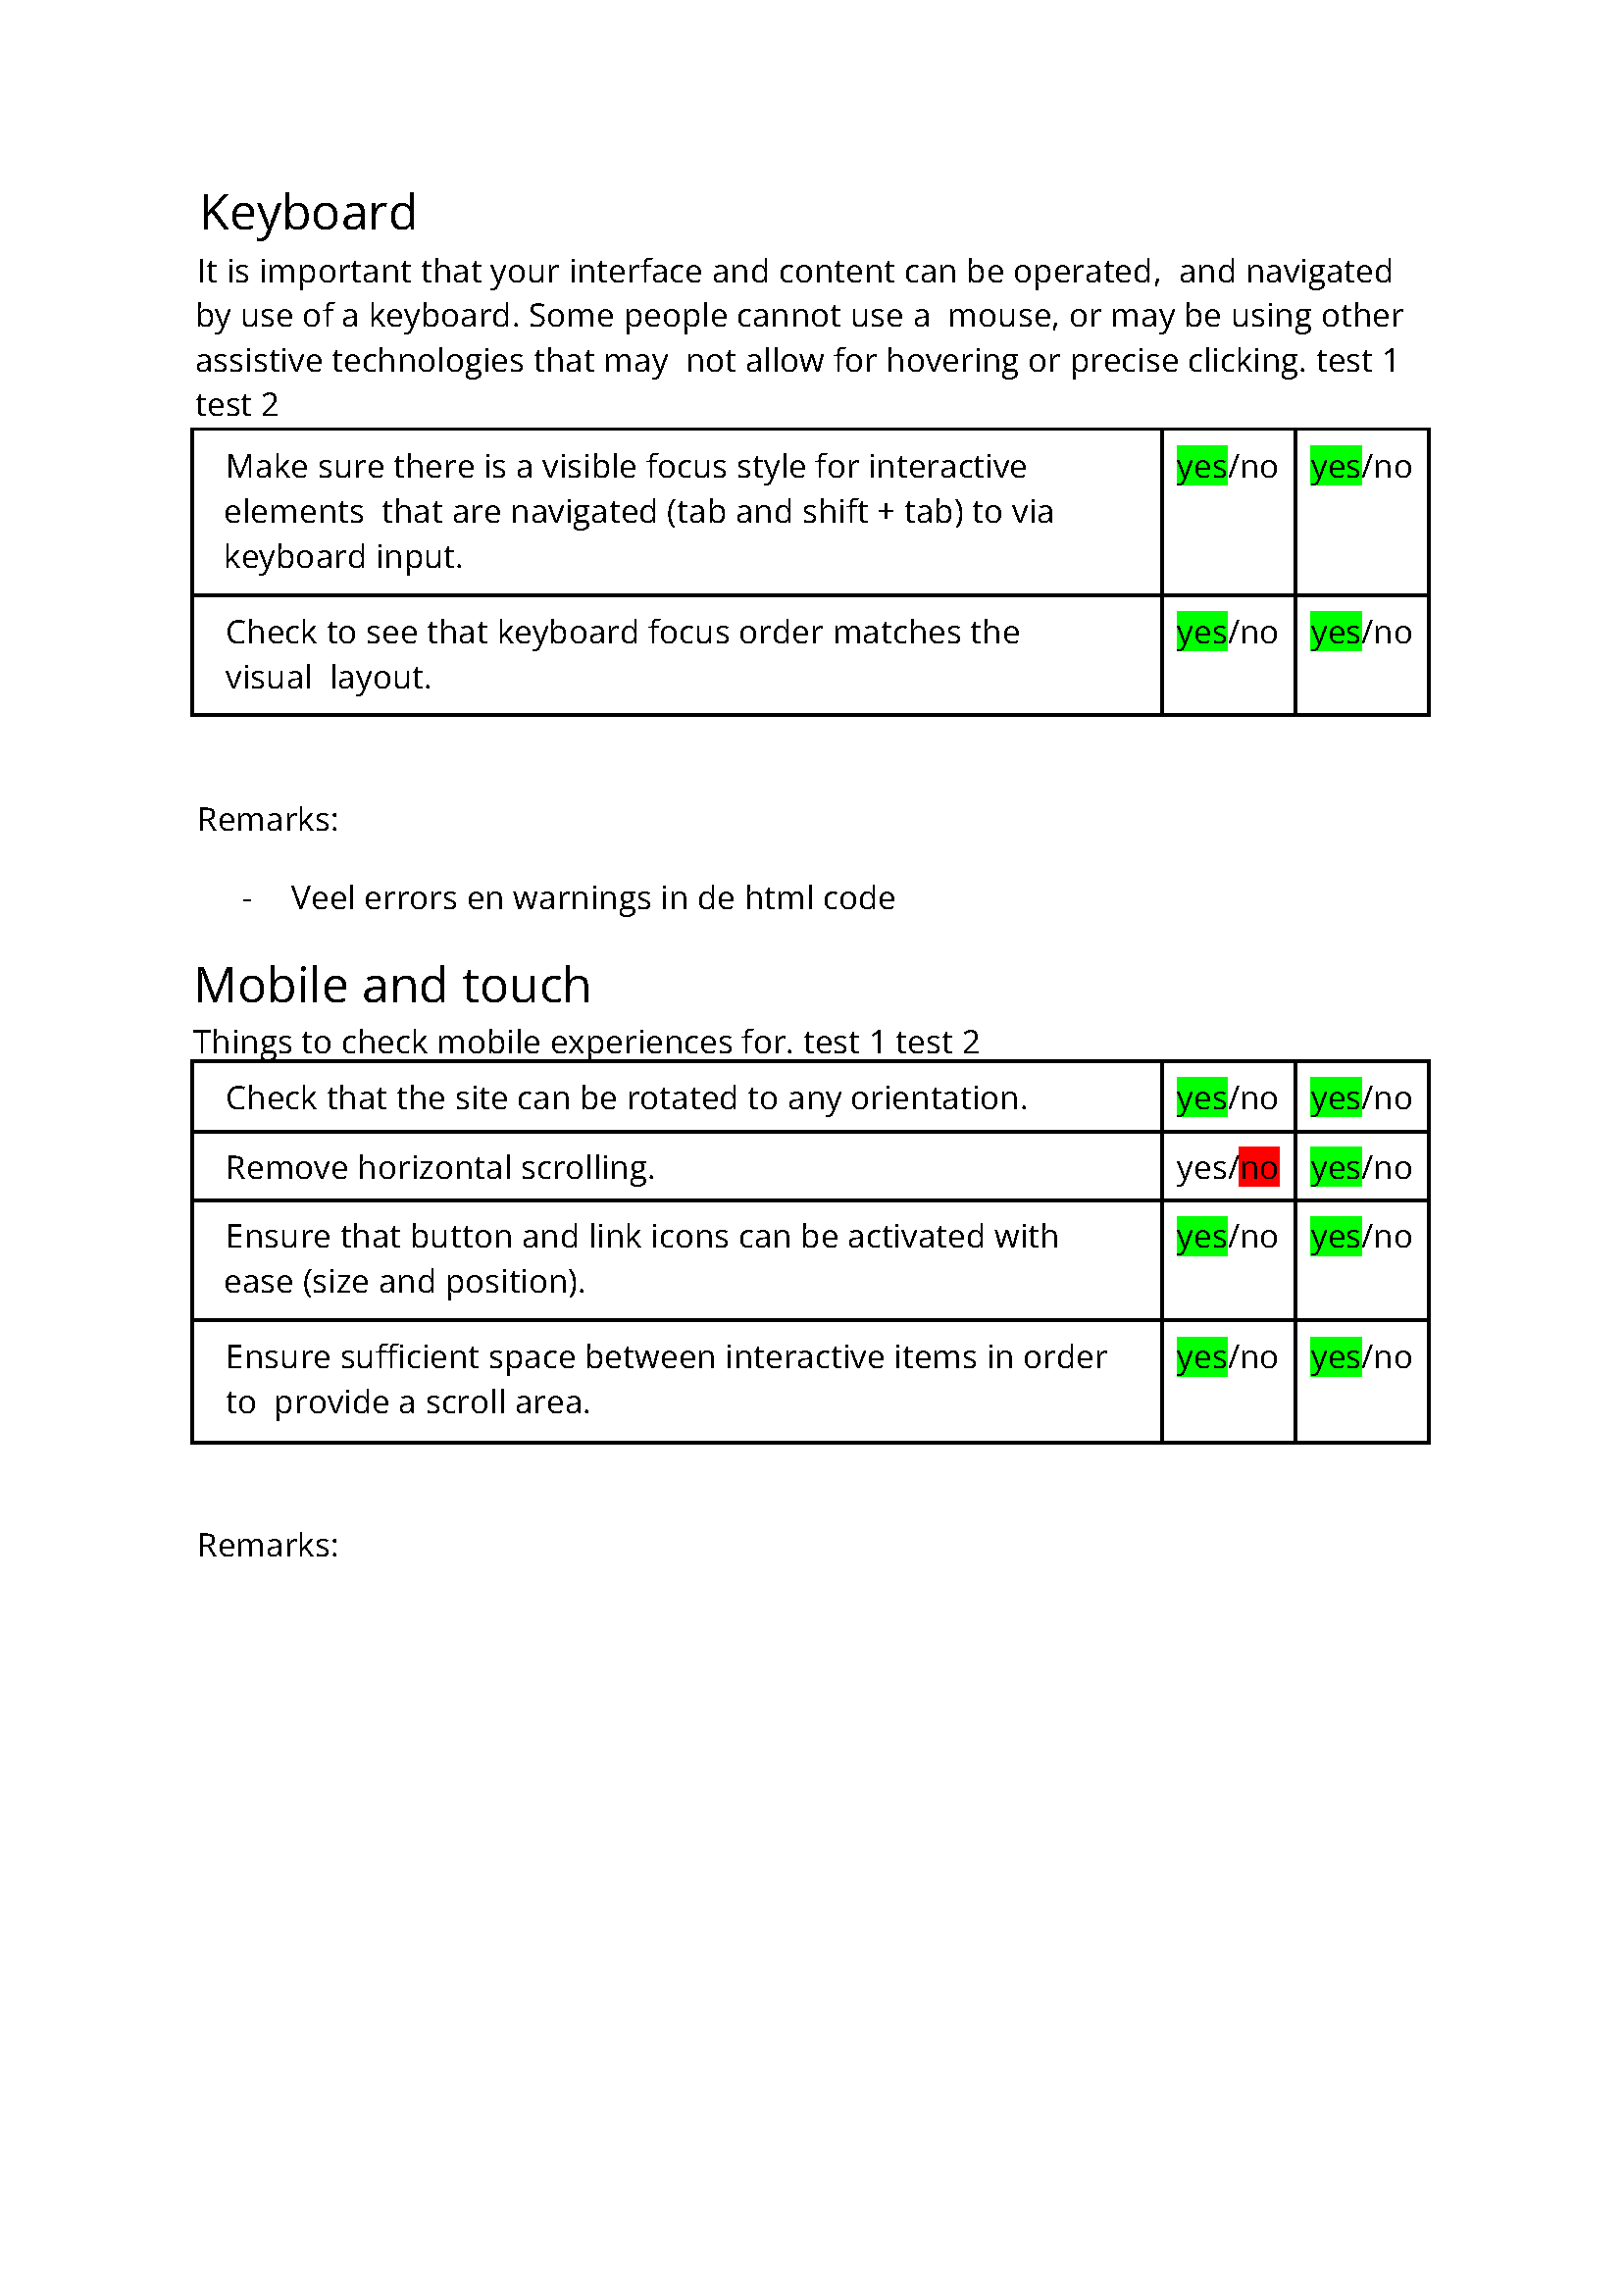 Keyboard
It is important that your interface and content can be operated,  and navigated
by use of a keyboard. Some people cannot use a  mouse, or may be using other
assistive technologies that may  not allow for hovering or precise clicking. test 1
test 2
Make sure there is a visible focus style for interactive yes/no yes/no
elements  that are navigated (tab and shift + tab) to via
keyboard input.
Check to see that keyboard focus order matches the yes/no yes/no
visual  layout.
Remarks:
- Veel errors en warnings in de html code
Mobile and touch
Things to check mobile experiences for. test 1 test 2
Check that the site can be rotated to any orientation. yes/no yes/no
Remove horizontal scrolling. yes/no yes/no
Ensure that button and link icons can be activated with yes/no yes/no
ease (size and position).
Ensure sufficient space between interactive items in order yes/no yes/no
to  provide a scroll area.
Remarks: